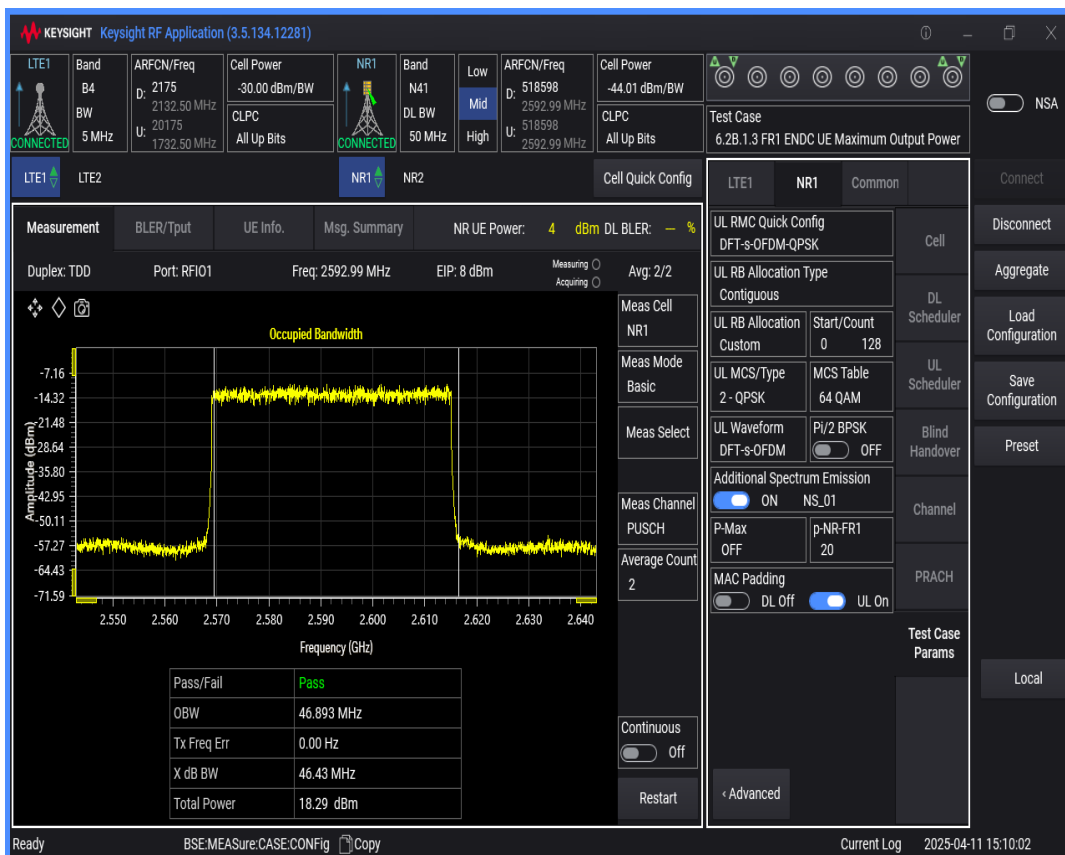 KEYSIGHT Keysight RF Application (3.5.134.12281)
LTE1 Band ARFCN/Freq Cell Power NR1 Band Low ARFCN/Freq Cell Power
B4 D: 2175 -30.00 dBm/BW N41 Mid D: 518598 -44.01 dBm/BW
2132.50 MHz 2592.99 MHz
BW U: 20175 CLPC DL BW High U: 518598 CLPC
CONNECTED 5 MHz 1732.50 MHz All Up Bits CONNECTED 50 MHz 2592.99 MHz All Up Bits
Test Case
6.2B.1.3 FR1 ENDC UE Maximum Output Power
NSA
LTE1 LTE2 NR1 NR2 Cell Quick Config
Measurement BLER/Tput UE Info. Msg. Summary NR UE Power: 4 dBm DL BLER: — %
Duplex: TDD Port: RFIO1 Freq: 2592.99 MHz EIP: 8 dBm Measuring Avg: 2/2
Acquiring
Occupied Bandwidth
Amplitude (dBm)
-7.16
-14.32
-21.48
-28.64
-35.80
-42.95
-50.11
-57.27
-64.43
-71.59
2.550 2.560 2.570 2.580 2.590 2.600 2.610 2.620 2.630 2.640
Frequency (GHz)
Pass/Fail Pass
OBW 46.893 MHz
Tx Freq Err 0.00 Hz
X dB BW 46.43 MHz
Total Power 18.29 dBm
Meas Cell
NR1
Meas Mode
Basic
Meas Select
Meas Channel
PUSCH
Average Count
2
Continuous
Off
Restart
LTE1 NR1 Common
UL RMC Quick Config
DFT-s-OFDM-QPSK
UL RB Allocation Type
Contiguous
UL RB Allocation Start/Count
Custom 0 128
UL MCS/Type MCS Table
2 - QPSK 64 QAM
UL Waveform Pi/2 BPSK
DFT-s-OFDM OFF
Additional Spectrum Emission
ON NS_01
P-Max p-NR-FR1
OFF 20
MAC Padding
DL Off UL On
‹ Advanced
Cell
DL
Scheduler
UL
Scheduler
Blind
Handover
Channel
PRACH
Test Case
Params
Connect
Disconnect
Aggregate
Load
Configuration
Save
Configuration
Preset
Local
Ready BSE:MEASure:CASE:CONFig Copy Current Log 2025-04-11 15:10:02